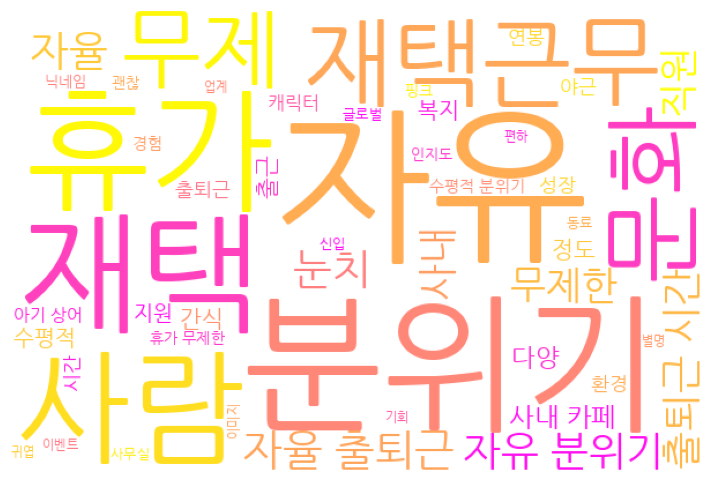 자율
무제
재택근무
연봉
직원
닉네임
괜찮
업계
캐릭터
핑크
야근
휴가
자유
글로벌
복지
문화
경험
편하
인지도
출퇴근
출근
수평적 분위기
성장
재택
동료
신입
눈치
사내
정도
무제한
출퇴근 시간
아기 상어
지원
간식
수평적
휴가 무제한
별명
분위기
시간
다양
환경
사람
사내 카페
기회
이미지
귀엽
이벤트
사무실
자율 출퇴근
자유 분위기